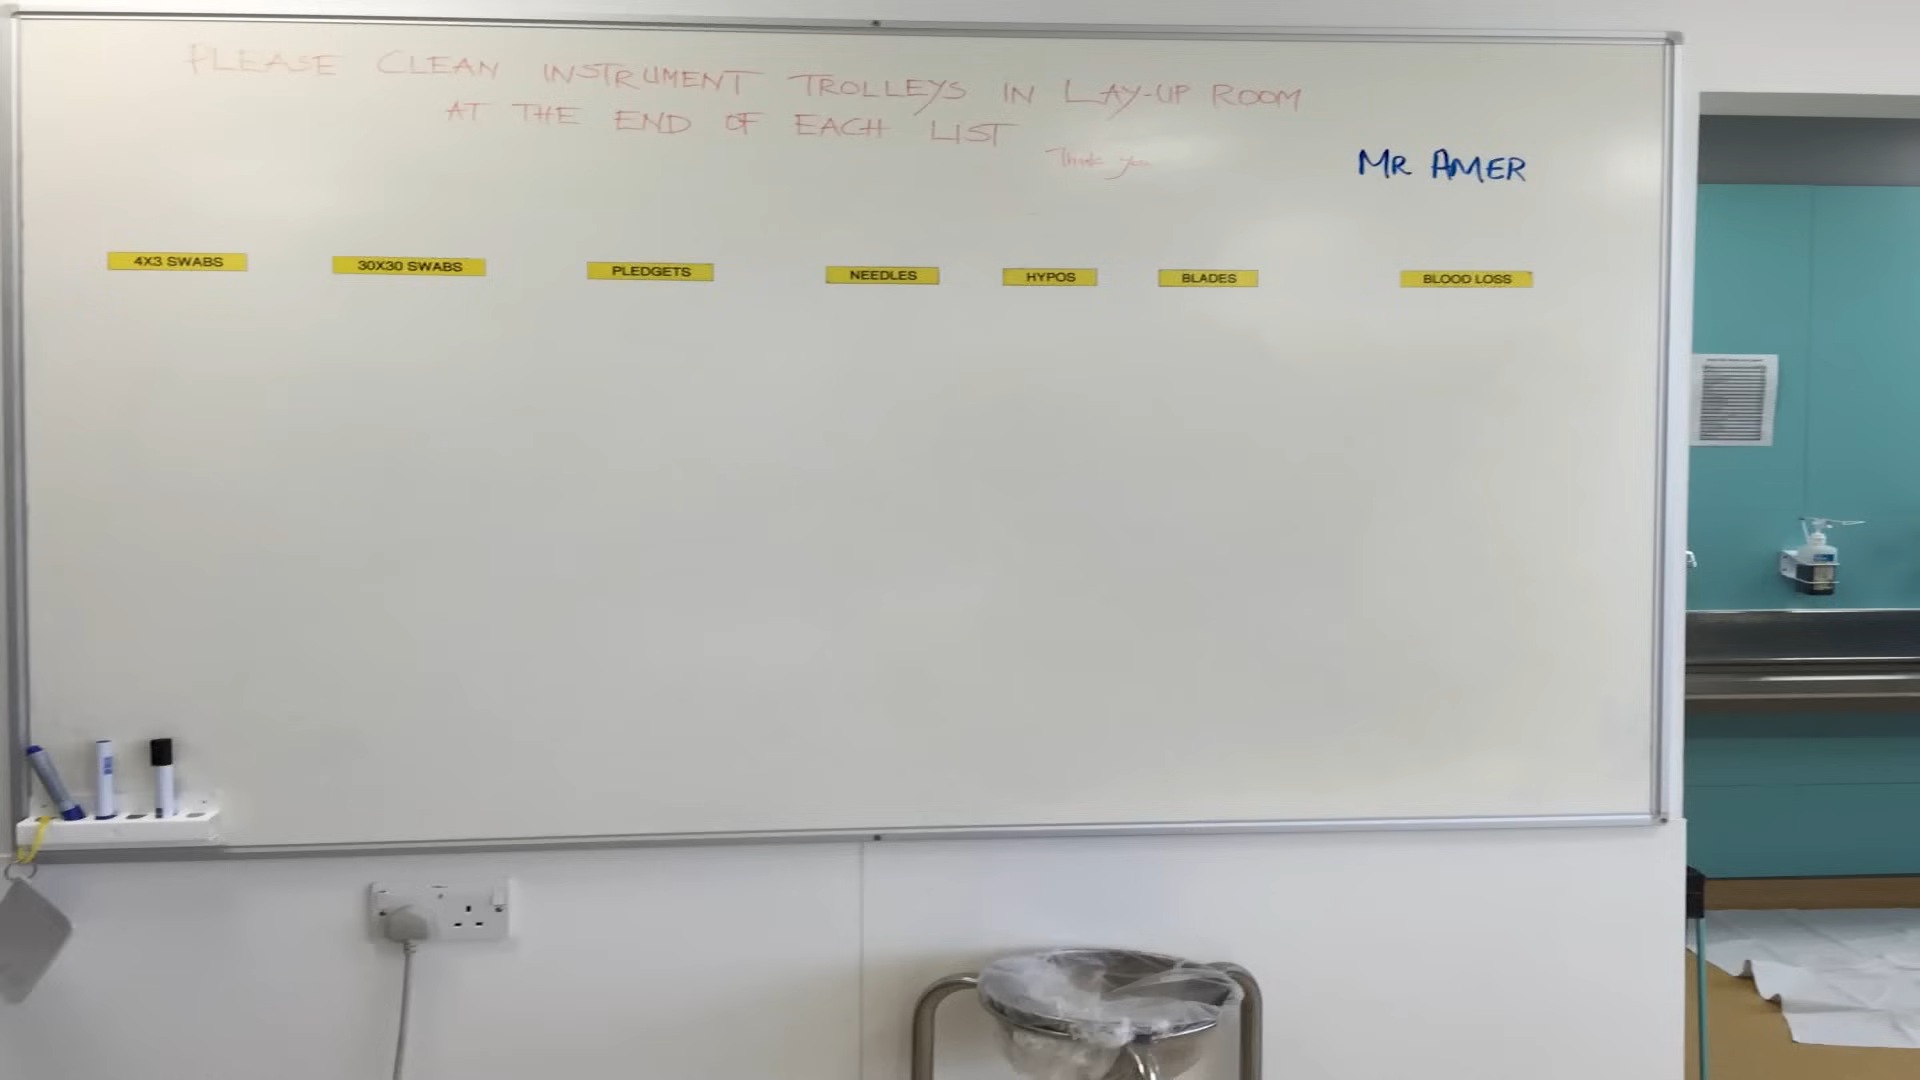 PLEASE CLEAN INSTRUMENT TROLLEYS IN LAY-UP ROOM
AT THE END OF EACH LIST
Thank you
MR AMER
4X3 SWABS
30X30 SWABS
PLEDGETS
NEEDLES
HYPOS
BLADES
BLOOD LOSS